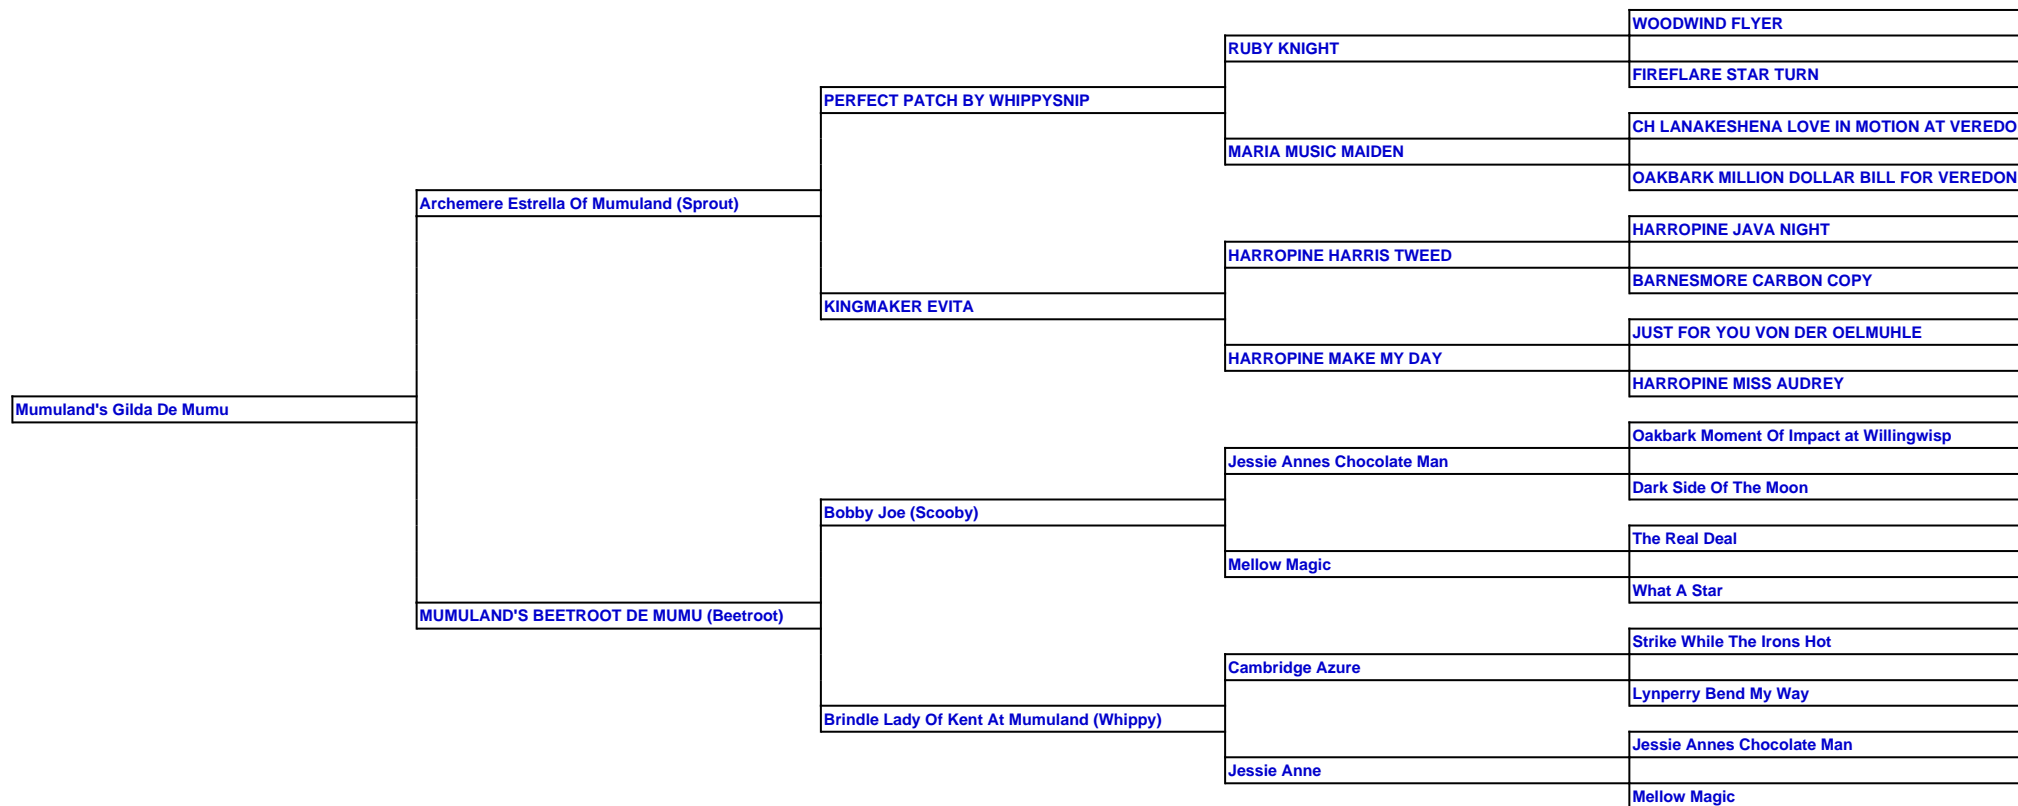 WOODWIND FLYER
RUBY KNIGHT
FIREFLARE STAR TURN
PERFECT PATCH BY WHIPPYSNIP
CH LANAKESHENA LOVE IN MOTION AT VEREDO
MARIA MUSIC MAIDEN
OAKBARK MILLION DOLLAR BILL FOR VEREDON
Archemere Estrella Of Mumuland (Sprout)
HARROPINE JAVA NIGHT
HARROPINE HARRIS TWEED
BARNESMORE CARBON COPY
KINGMAKER EVITA
JUST FOR YOU VON DER OELMUHLE
HARROPINE MAKE MY DAY
HARROPINE MISS AUDREY
Mumuland's Gilda De Mumu
Oakbark Moment Of Impact at Willingwisp
Jessie Annes Chocolate Man
Dark Side Of The Moon
Bobby Joe (Scooby)
The Real Deal
Mellow Magic
What A Star
MUMULAND'S BEETROOT DE MUMU (Beetroot)
Strike While The Irons Hot
Cambridge Azure
Lynperry Bend My Way
Brindle Lady Of Kent At Mumuland (Whippy)
Jessie Annes Chocolate Man
Jessie Anne
Mellow Magic